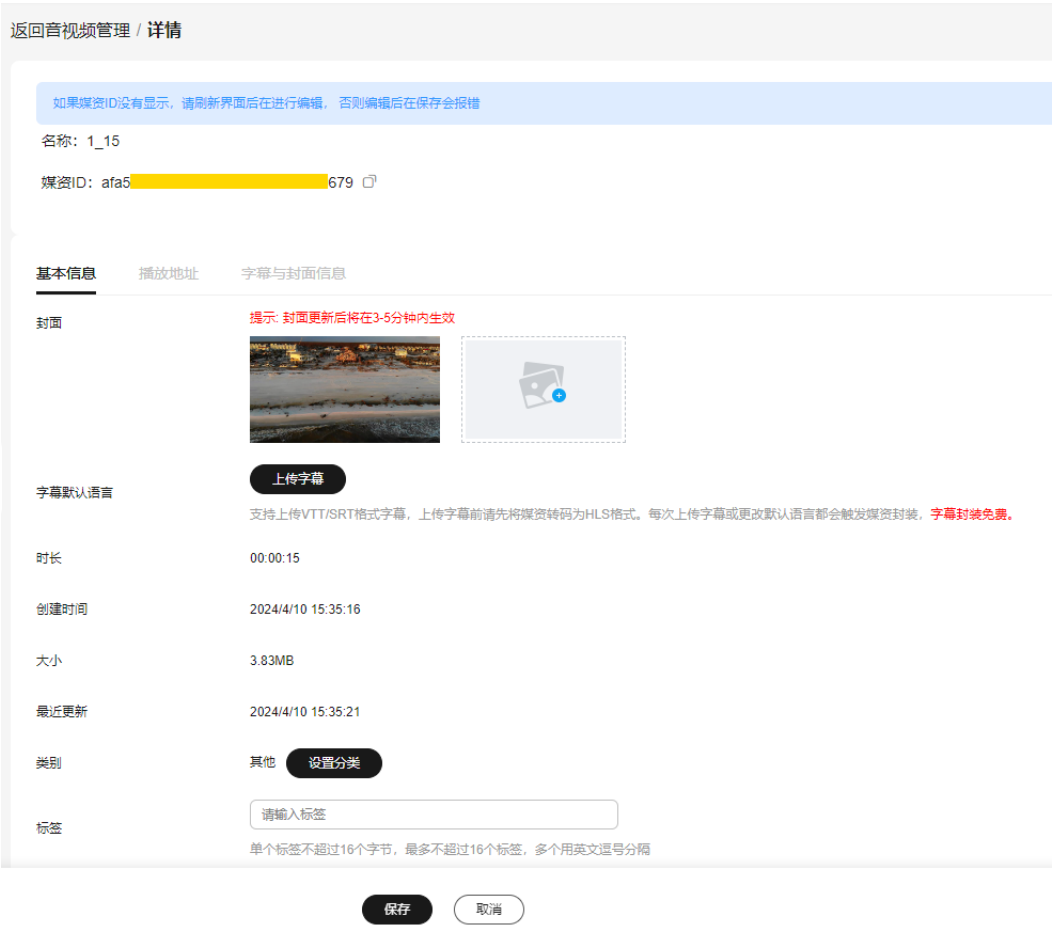 返回音视频管理 / 详情
如果媒资ID没有显示，请刷新界面后在进行编辑， 否则编辑后在保存会报错
名称：1_15
媒资ID：afa5 679
基本信息 播放地址 字幕与封面信息
封面
提示: 封面更新后将在3-5分钟内生效
字幕默认语言
上传字幕
支持上传VTT/SRT格式字幕，上传字幕前请先将媒资转码为HLS格式。每次上传字幕或更改默认语言都会触发媒资封装，字幕封装免费。
时长 00:00:15
创建时间 2024/4/10 15:35:16
大小 3.83MB
最近更新 2024/4/10 15:35:21
类别 其他 设置分类
标签 请输入标签
单个标签不超过16个字节，最多不超过16个标签，多个用英文逗号分隔
保存 取消